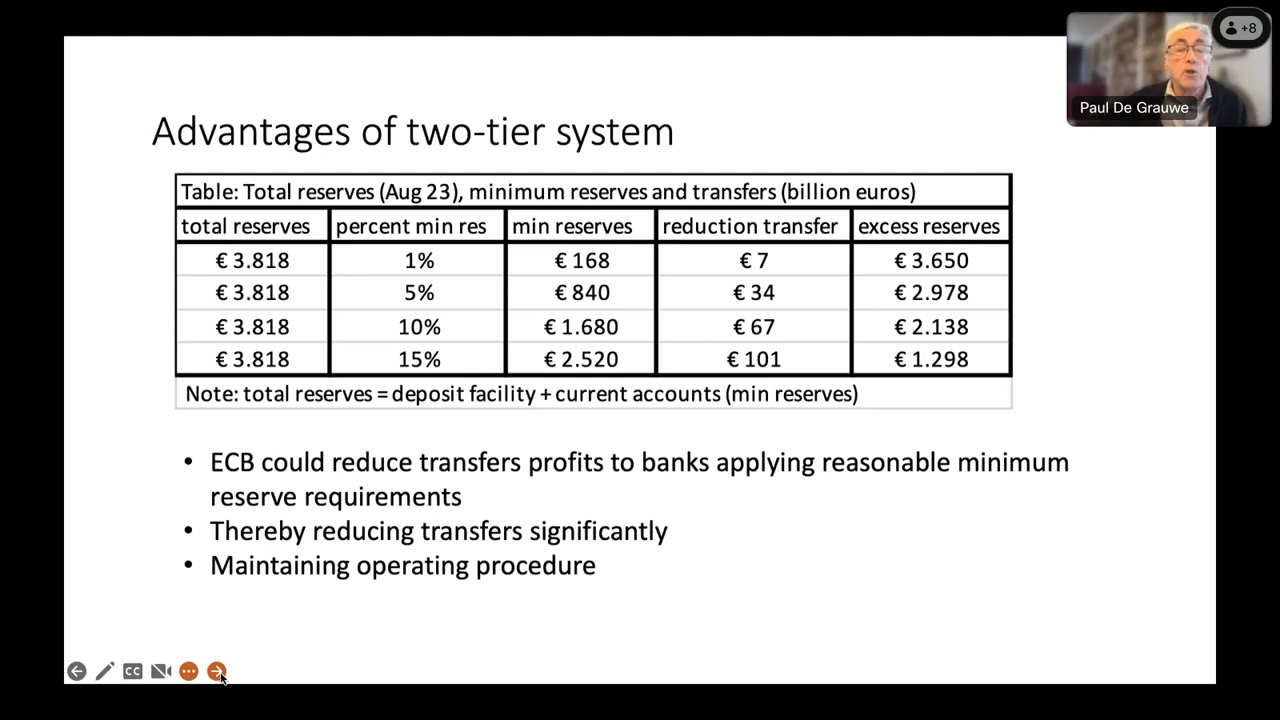 +8
Paul De Grauwe
Advantages of two-tier system
Table: Total reserves (Aug 23), minimum reserves and transfers (billion euros)
total reserves percent min res min reserves reduction transfer excess reserves
€ 3.818 1% € 168 € 7 € 3.650
€ 3.818 5% € 840 € 34 € 2.978
€ 3.818 10% € 1.680 € 67 € 2.138
€ 3.818 15% € 2.520 € 101 € 1.298
Note: total reserves = deposit facility + current accounts (min reserves)
• ECB could reduce transfers profits to banks applying reasonable minimum
reserve requirements
• Thereby reducing transfers significantly
• Maintaining operating procedure
CC